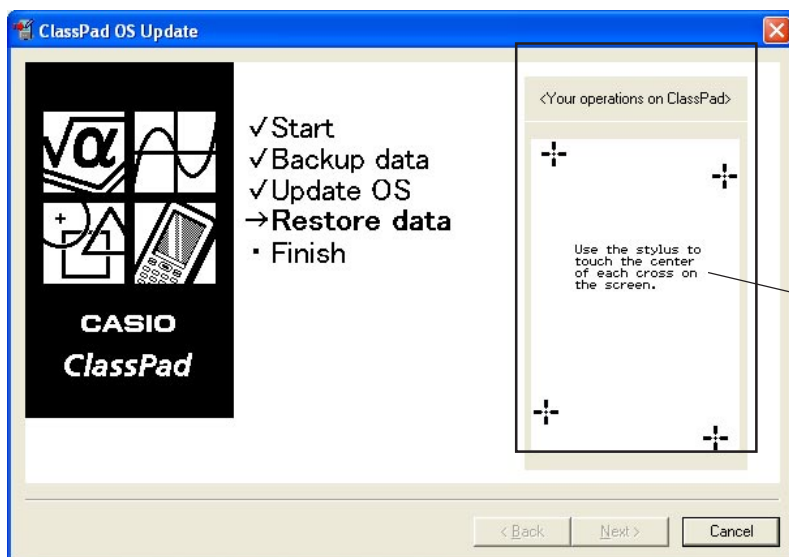 ClassPad OS Update
√α
CASIO
ClassPad
√Start
√Backup data
√Update OS
→Restore data
・Finish
<Your operations on ClassPad>
Use the stylus to
touch the center
of each cross on
the screen.
< Back
Next >
Cancel